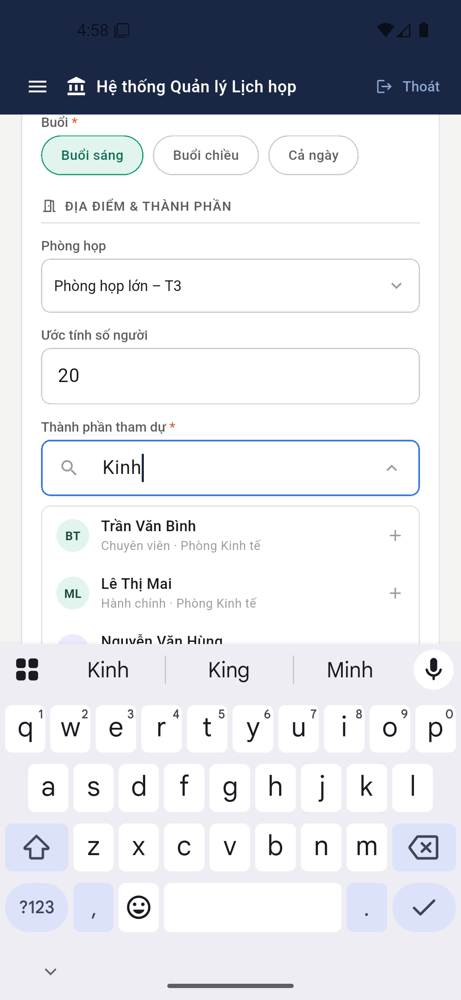 4:58
Hệ thống Quản lý Lịch họp
Thoát
Buổi *
Buổi sáng
Buổi chiều
Cả ngày
ĐỊA ĐIỂM & THÀNH PHẦN
Phòng họp
Phòng họp lớn – T3
Ước tính số người
20
Thành phần tham dự *
Kinh
BT
Trần Văn Bình
Chuyên viên · Phòng Kinh tế
ML
Lê Thị Mai
Hành chính · Phòng Kinh tế
Nguyễn Văn Hùng
Kinh King Minh
q 1 w 2 e 3 r 4 t 5 y 6 u 7 i 8 o 9 p 0
a s d f g h j k l
z x c v b n m
?123 , .